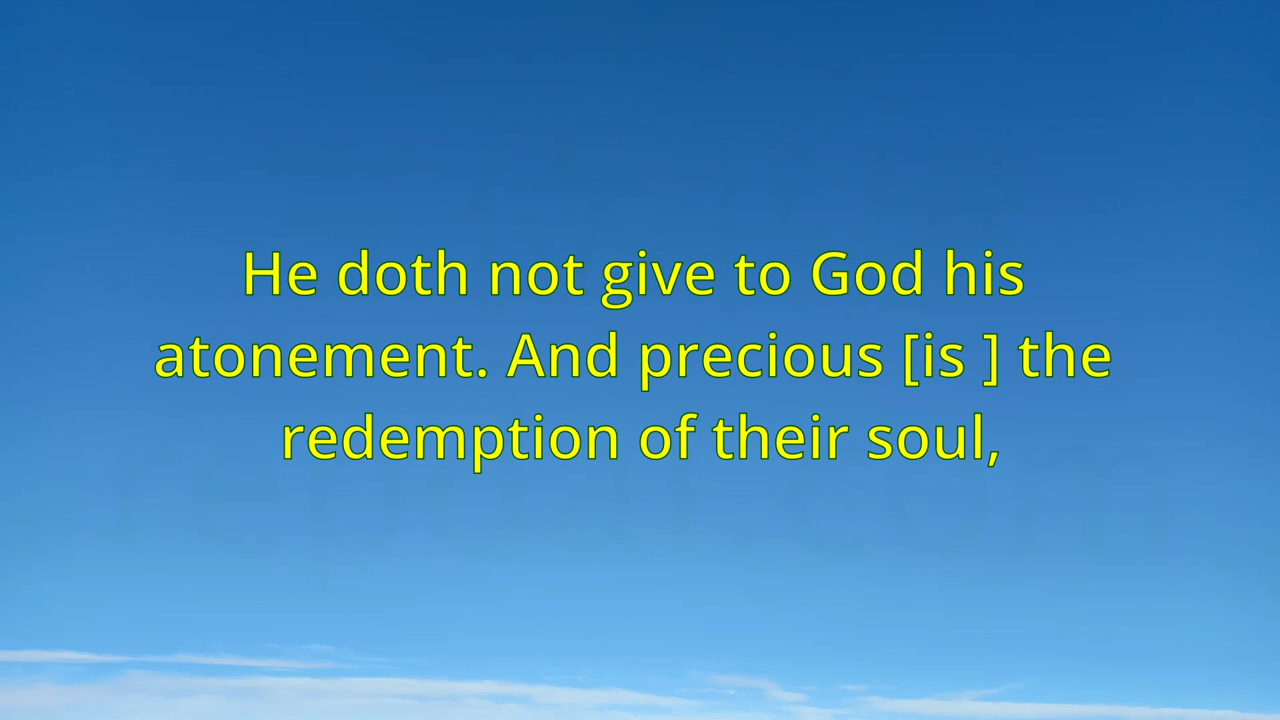 He doth not give to God his
atonement. And precious [is ] the
redemption of their soul,